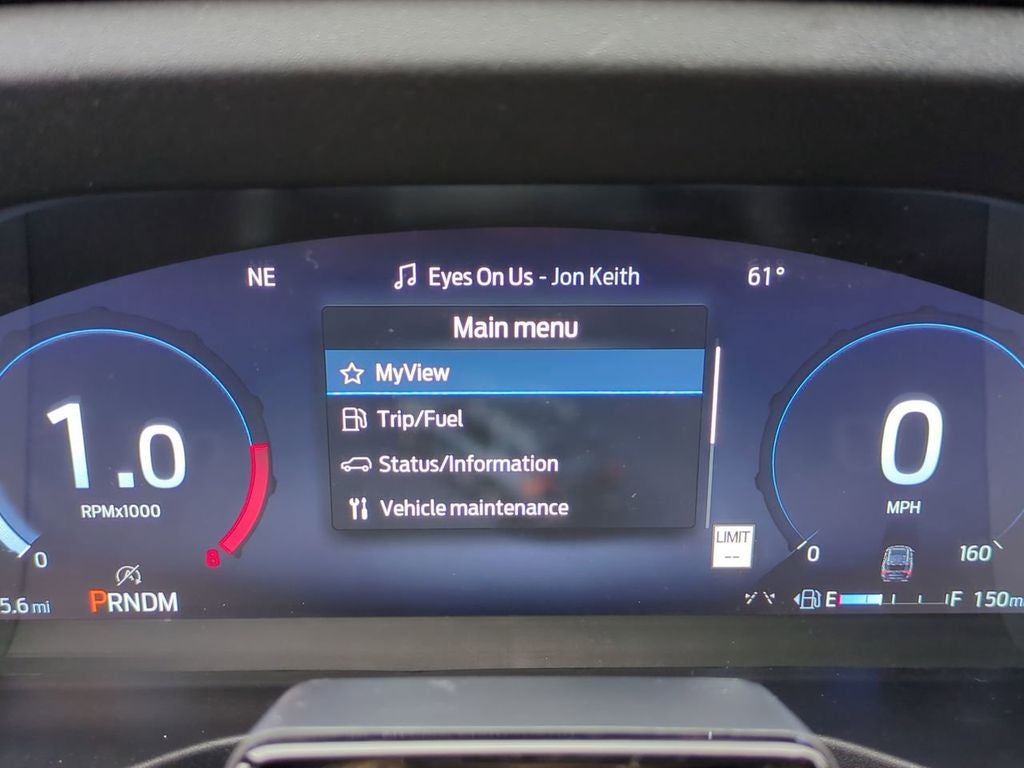 NE
Eyes On Us - Jon Keith
61°
Main menu
MyView
Trip/Fuel
Status/Information
Vehicle maintenance
1.0
RPMx1000
0
8
PRNDM
5.6 mi
LIMIT
--
0
MPH
0
160
E
F
150m